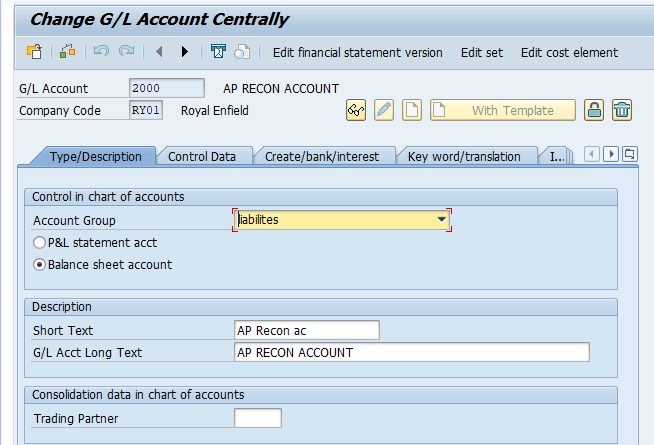 Change G/L Account Centrally
Edit financial statement version Edit set Edit cost element
G/L Account 2000 AP RECON ACCOUNT
Company Code RY01 Royal Enfield With Template
Type/Description Control Data Create/bank/interest Key word/translation I...
Control in chart of accounts
Account Group liabilites
P&L statement acct
Balance sheet account
Description
Short Text AP Recon ac
G/L Acct Long Text AP RECON ACCOUNT
Consolidation data in chart of accounts
Trading Partner